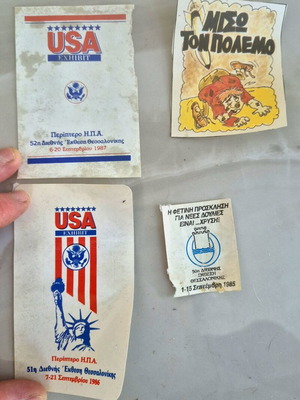 USA
EXHIBIT
Περίπτερο Η.Π.Α.
52η Διεθνής Έκθεση Θεσσαλονίκης
6-20 Σεπτεμβρίου 1987
ΜΙΣΩ
ΤΟΝ ΠΟΛΕΜΟ
USA
EXHIBIT
Περίπτερο Η.Π.Α.
51η Διεθνής Έκθεση Θεσσαλονίκης
7-21 Σεπτεμβρίου 1986
Η ΦΕΤΙΝΗ ΠΡΟΣΚΛΗΣΗ
ΓΙΑ ΝΕΕΣ ΔΟΥΛΕΙΕΣ
ΕΙΝΑΙ ...ΧΡΥΣΗ!
50η ΔΙΕΘΝΗΣ
ΕΚΘΕΣΗ
ΘΕΣΣΑΛΟΝΙΚΗΣ
1-15 Σεπτεμβρίου 1985